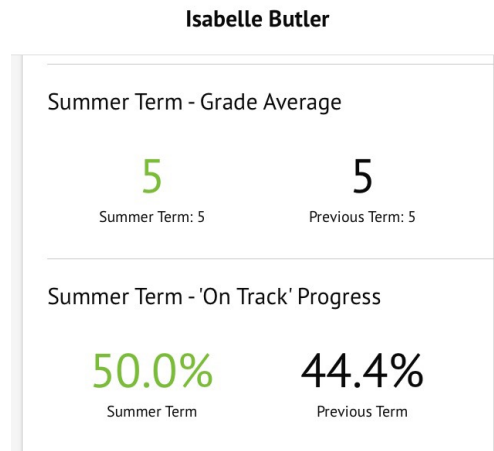 Isabelle Butler
Summer Term - Grade Average
5 5
Summer Term: 5 Previous Term: 5
Summer Term - 'On Track' Progress
50.0% 44.4%
Summer Term Previous Term